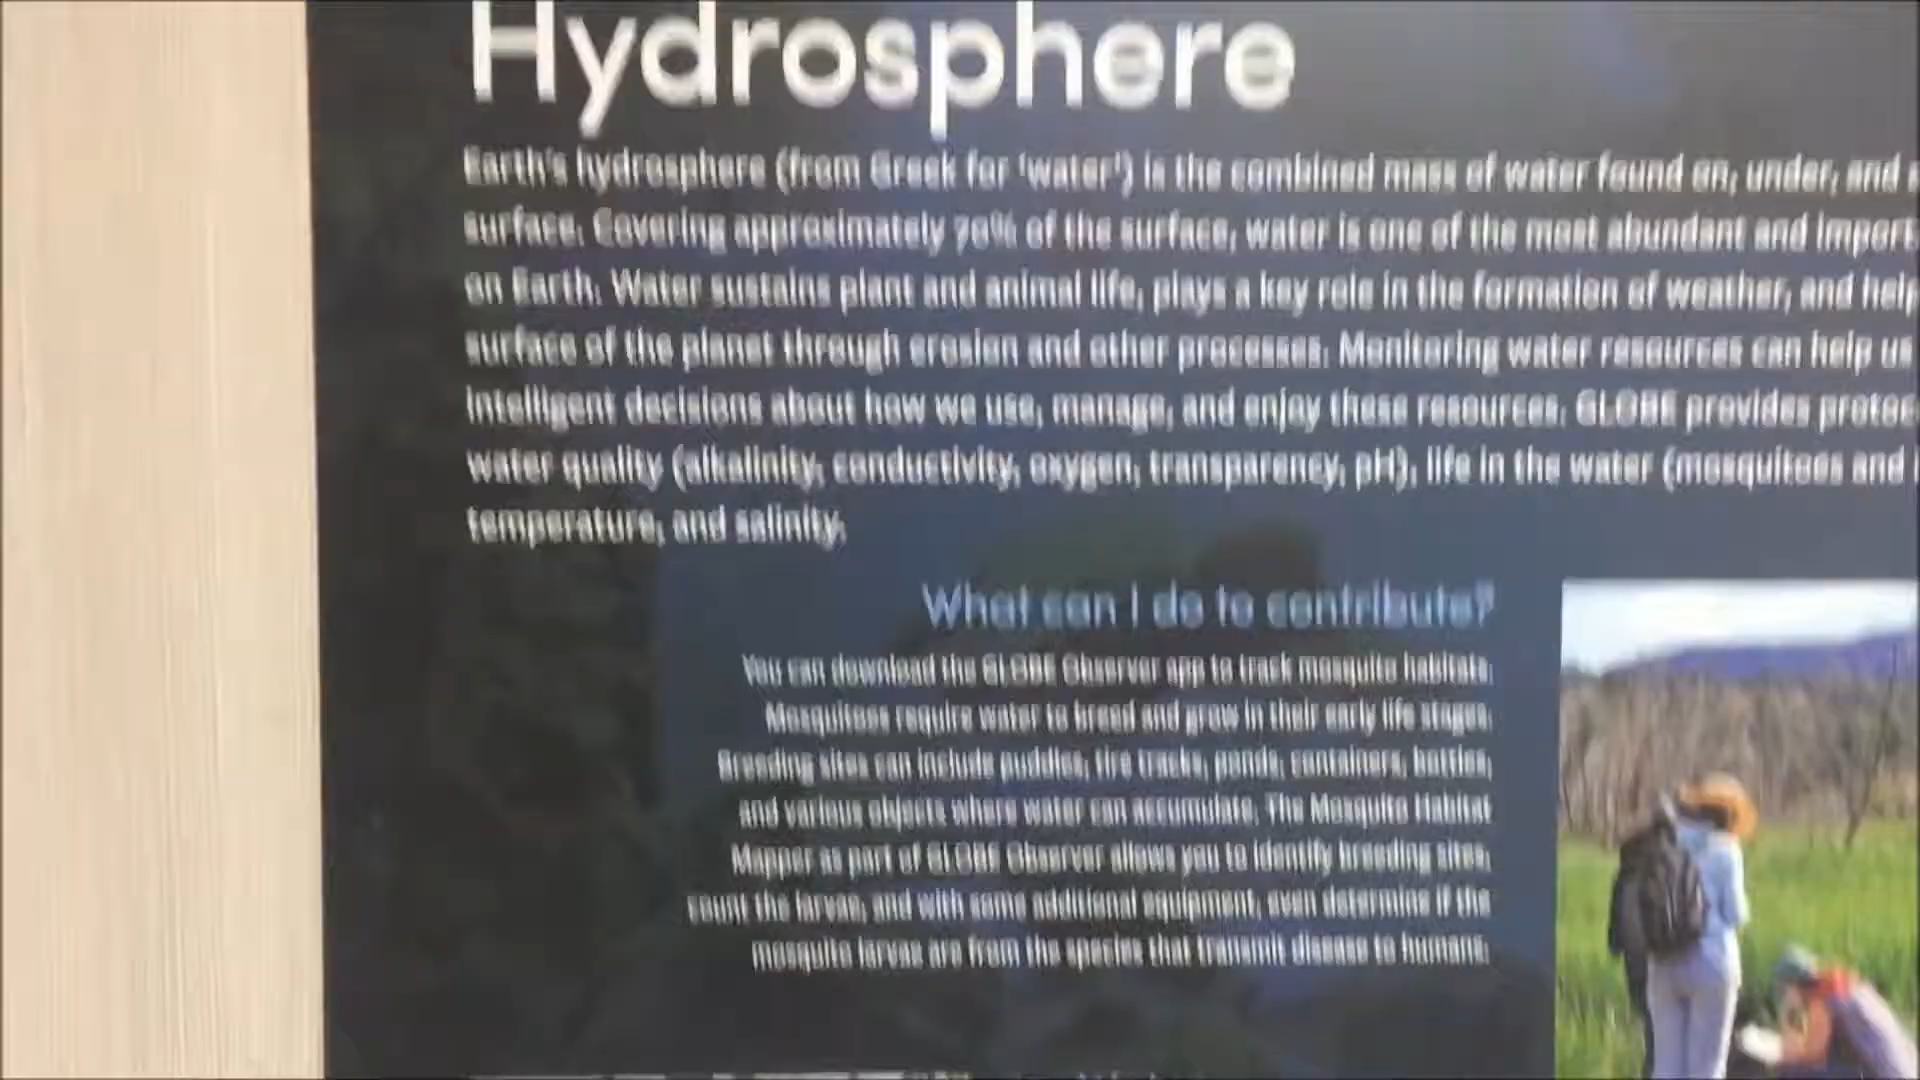 Hydrosphere
Earth's hydrosphere (from Greek for 'water') is the combined mass of water found on, under, and
surface. Covering approximately 70% of the surface, water is one of the most abundant and import
on Earth. Water sustains plant and animal life, plays a key role in the formation of weather, and help
surface of the planet through erosion and other processes. Monitoring water resources can help us
intelligent decisions about how we use, manage, and enjoy these resources. GLOBE provides protoc
water quality (alkalinity, conductivity, oxygen, transparency, pH), life in the water (mosquitoes and
temperature, and salinity.
What can I do to contribute?
You can download the GLOBE Observer app to track mosquito habitats.
Mosquitoes require water to breed and grow in their early life stages.
Breeding sites can include puddles, tire tracks, ponds, containers, bottles,
and various objects where water can accumulate. The Mosquito Habitat
Mapper as part of GLOBE Observer allows you to identify breeding sites,
count the larvae, and with some additional equipment, even determine if the
mosquito larvae are from the species that transmit disease to humans.